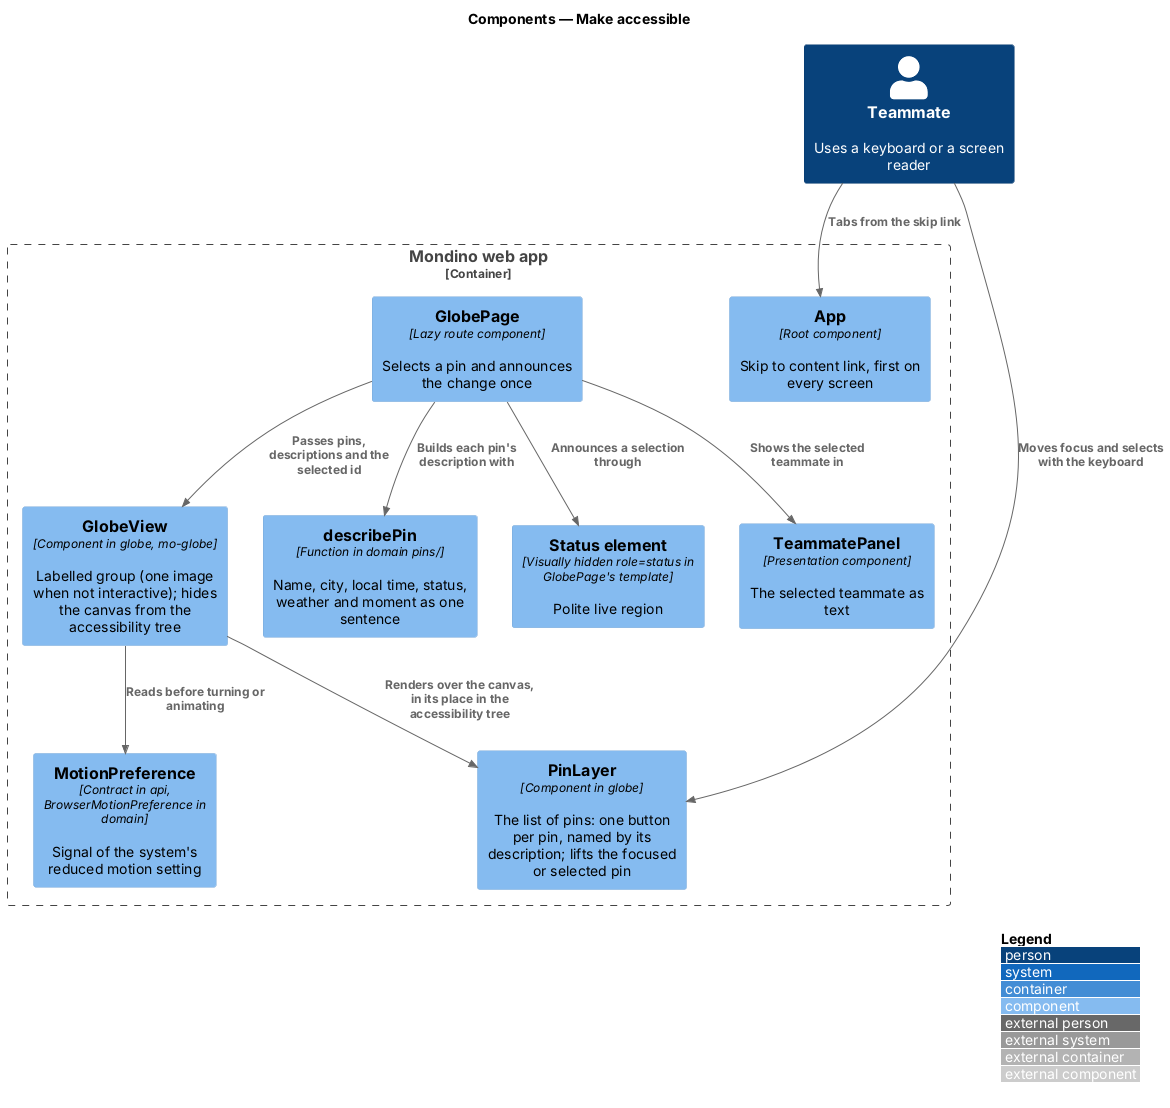 Components — Make accessible
Teammate
Uses a keyboard or a screen
reader
Tabs from the skip link
Mondino web app
[Container]
GlobePage
[Lazy route component]
Selects a pin and announces
the change once
App
[Root component]
Skip to content link, first on
every screen
Passes pins,
descriptions and the
selected id
Builds each pin's
description with
Announces a selection
through
Shows the selected
teammate in
Moves focus and selects
with the keyboard
GlobeView
[Component in globe, mo-globe]
Labelled group (one image
when not interactive); hides
the canvas from the
accessibility tree
describePin
[Function in domain pins/]
Name, city, local time, status,
weather and moment as one
sentence
Status element
[Visually hidden role=status in
GlobePage's template]
Polite live region
TeammatePanel
[Presentation component]
The selected teammate as
text
Reads before turning or
animating
Renders over the canvas,
in its place in the
accessibility tree
MotionPreference
[Contract in api,
BrowserMotionPreference in
domain]
Signal of the system's
reduced motion setting
PinLayer
[Component in globe]
The list of pins: one button
per pin, named by its
description; lifts the focused
or selected pin
Legend
person
system
container
component
external person
external system
external container
external component